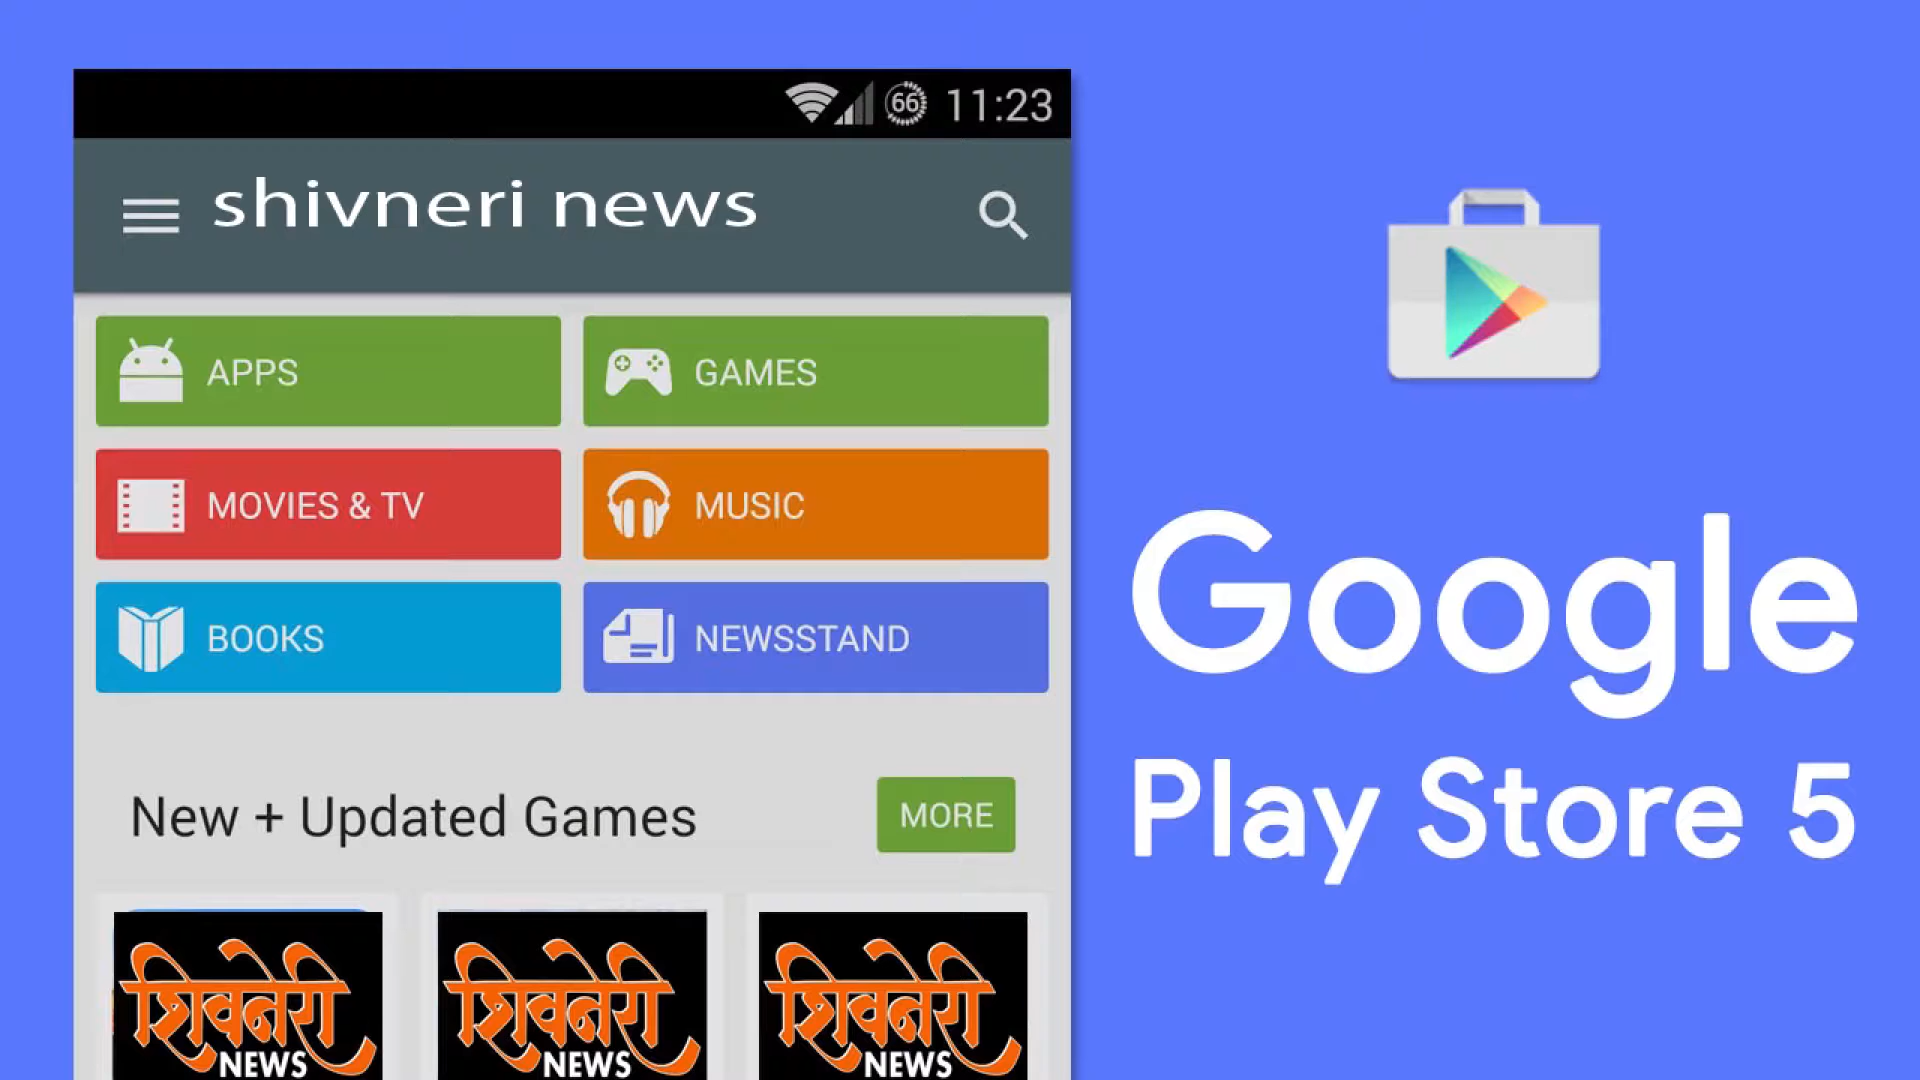 66 11:23
shivneri news
APPS
GAMES
MOVIES & TV
MUSIC
BOOKS
NEWSSTAND
New + Updated Games
MORE
शिवनेरी
NEWS
शिवनेरी
NEWS
शिवनेरी
NEWS
Google
Play Store 5